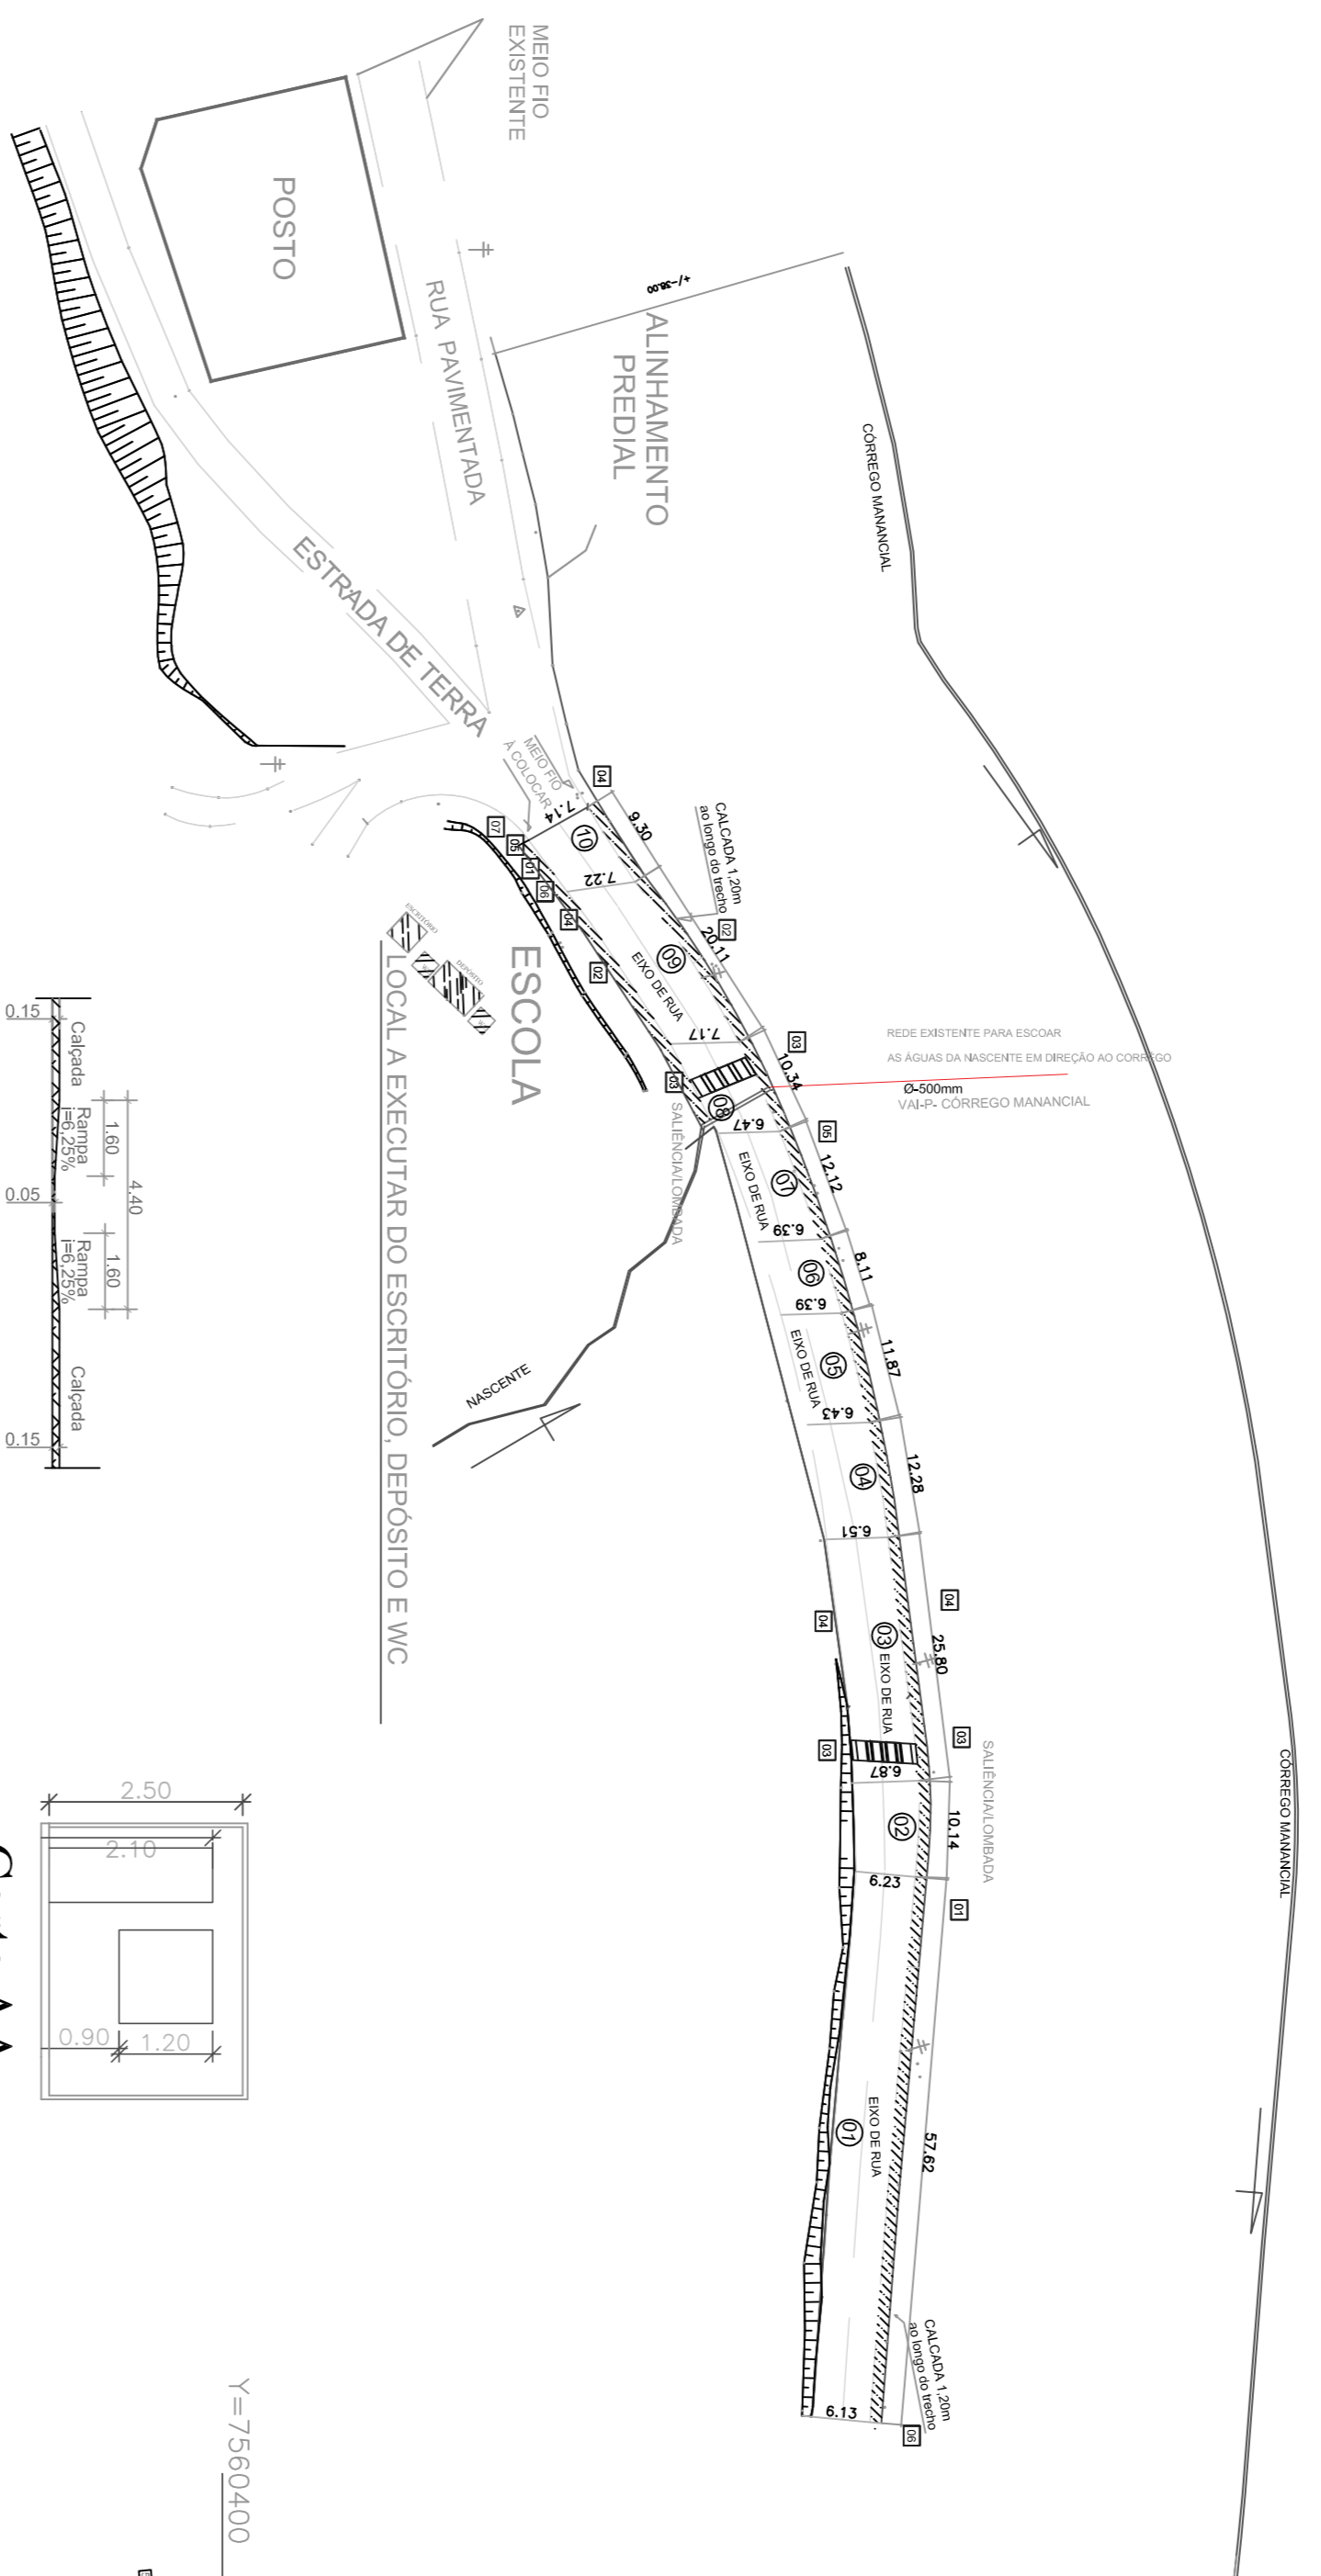 MEIO FIO
EXISTENTE
POSTO
RUA PAVIMENTADA
+/-38.00
ALINHAMENTO
PREDIAL
CÓRREGO MANANCIAL
ESTRADA DE TERRA
MEIO FIO
À COLOCAR
04
7.14
9.30
10
7.22
CALCADA 1,20m
ao longo do trecho
02
20.11
07
05
01
06
04
02
09
EIXO DE RUA
7.17
03
10.34
ESCRITÓRIO
DEPÓSITO
ESCOLA
LOCAL A EXECUTAR DO ESCRITÓRIO, DEPÓSITO E WC
REDE EXISTENTE PARA ESCOAR
AS ÁGUAS DA NASCENTE EM DIREÇÃO AO CORREGO
Ø-500mm
VAI-P- CÓRREGO MANANCIAL
03
08
SALIÊNCIA/LOMBADA
6.47
05
12.12
07
EIXO DE RUA
6.39
8.11
06
6.39
11.87
05
EIXO DE RUA
6.43
NASCENTE
12.28
04
6.51
04
04
25.80
03
EIXO DE RUA
03
03
SALIÊNCIA/LOMBADA
6.87
10.14
02
6.23
01
CÓRREGO MANANCIAL
EIXO DE RUA
01
57.62
CALCADA 1,20m
ao longo do trecho
6.13
06
0.15
Calçada
Rampa
i=6,25%
1.60
4.40
0.05
Rampa
i=6,25%
1.60
Calçada
0.15
2.50
2.10
0.90
1.20
Y=7560400